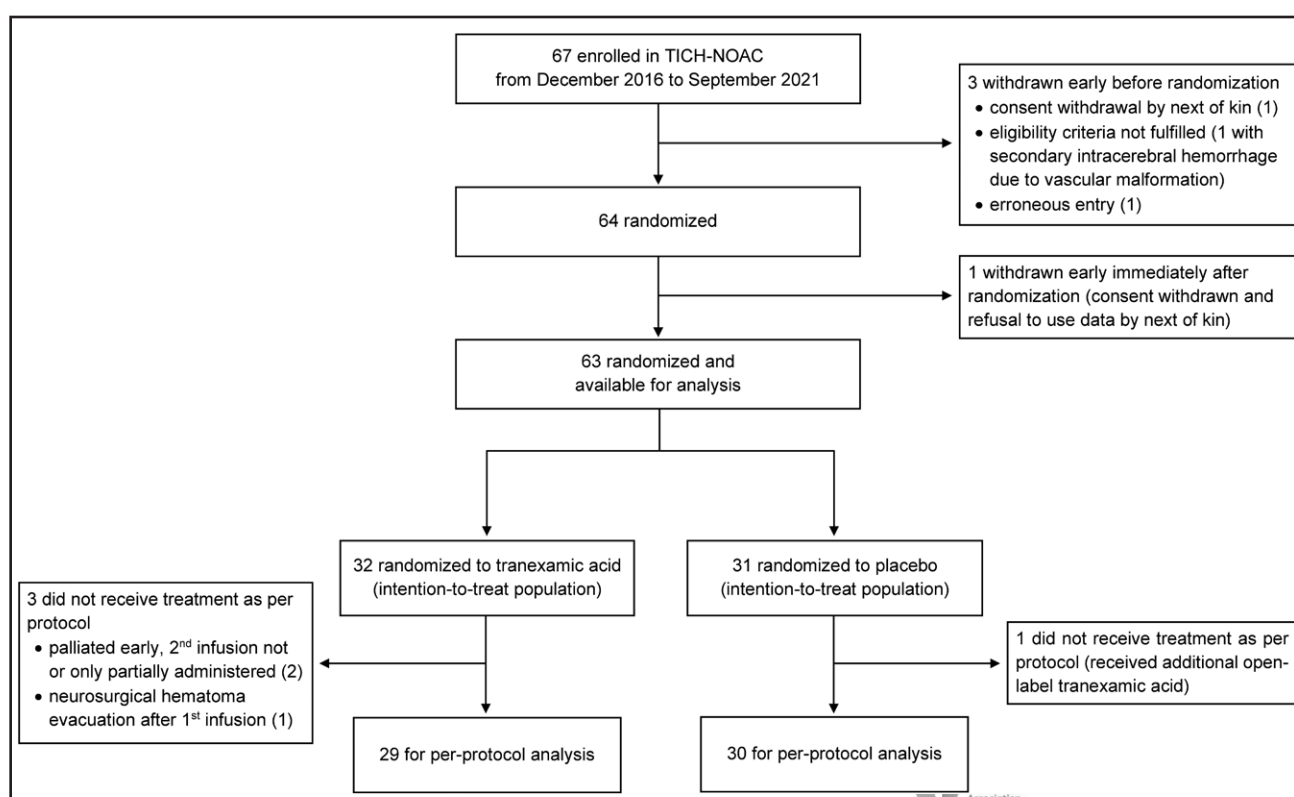 67 enrolled in TICH-NOAC
from December 2016 to September 2021
3 withdrawn early before randomization
• consent withdrawal by next of kin (1)
• eligibility criteria not fulfilled (1 with
secondary intracerebral hemorrhage
due to vascular malformation)
• erroneous entry (1)
64 randomized
1 withdrawn early immediately after
randomization (consent withdrawn and
refusal to use data by next of kin)
63 randomized and
available for analysis
32 randomized to tranexamic acid
(intention-to-treat population)
31 randomized to placebo
(intention-to-treat population)
3 did not receive treatment as per
protocol
• palliated early, 2nd infusion not
or only partially administered (2)
• neurosurgical hematoma
evacuation after 1st infusion (1)
1 did not receive treatment as per
protocol (received additional open-
label tranexamic acid)
29 for per-protocol analysis
30 for per-protocol analysis